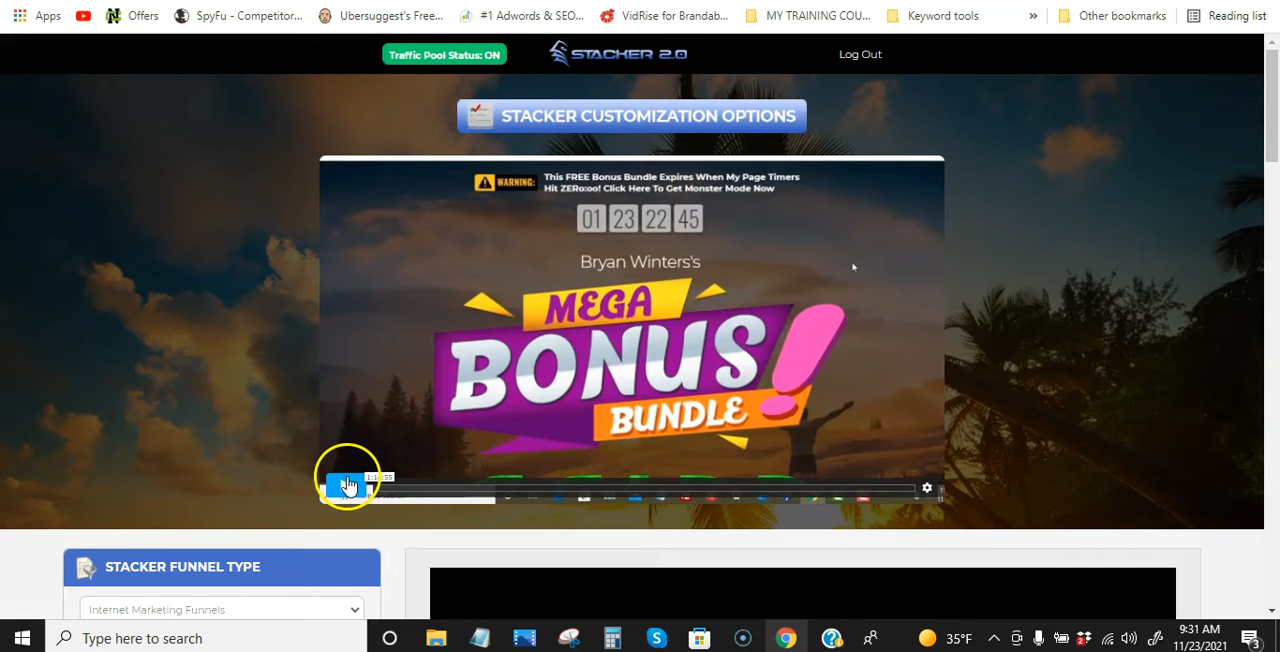 Apps
Offers
SpyFu - Competitor...
Ubersuggest's Free...
#1 Adwords & SEO...
VidRise for Brandab...
MY TRAINING COU...
Keyword tools
»
Other bookmarks
Reading list
Traffic Pool Status: ON
STACKER 2.0
Log Out
STACKER CUSTOMIZATION OPTIONS
WARNING:
This FREE Bonus Bundle Expires When My Page Timers
Hit ZERo:oo! Click Here To Get Monster Mode Now
01 23 22 45
Bryan Winters's
MEGA
BONUS!
BUNDLE
STACKER FUNNEL TYPE
Internet Marketing Funnels
Type here to search
35°F
9:31 AM
11/23/2021
3